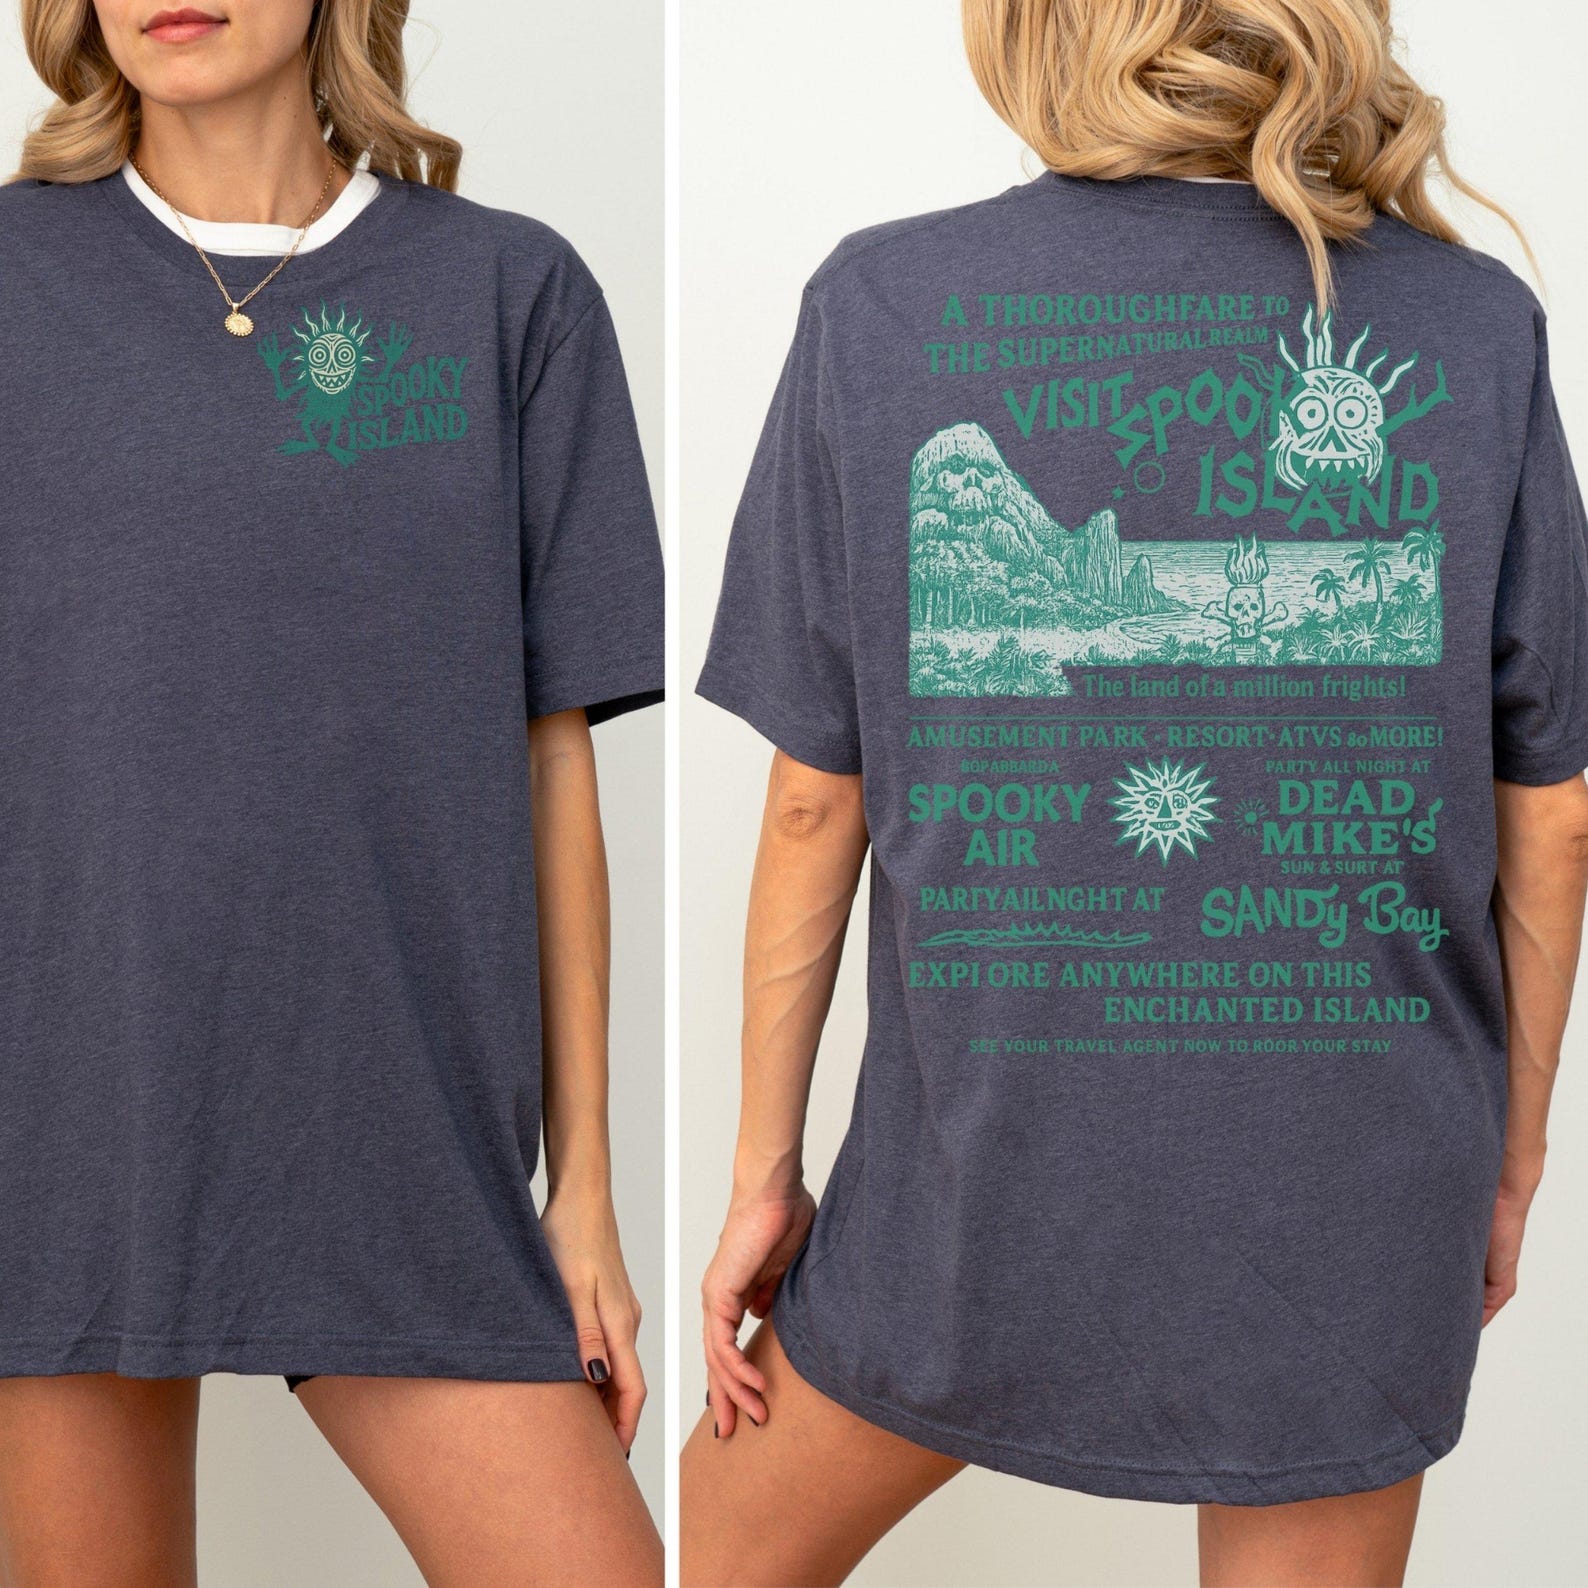 SPOOKY
ISLAND
A THOROUGHFARE TO
THE SUPERNATURAL REALM
VISIT SPOOKY
ISLAND
The land of a million frights!
AMUSEMENT PARK · RESORT · ATVS & MORE!
BOPABBARDA
SPOOKY
AIR
PARTY ALL NIGHT AT
DEAD
MIKE'S
SUN & SURT AT
SANDy Bay
PARTYAILNGHT AT
EXPI ORE ANYWHERE ON THIS
ENCHANTED ISLAND
SEE YOUR TRAVEL AGENT NOW TO ROOR YOUR STAY